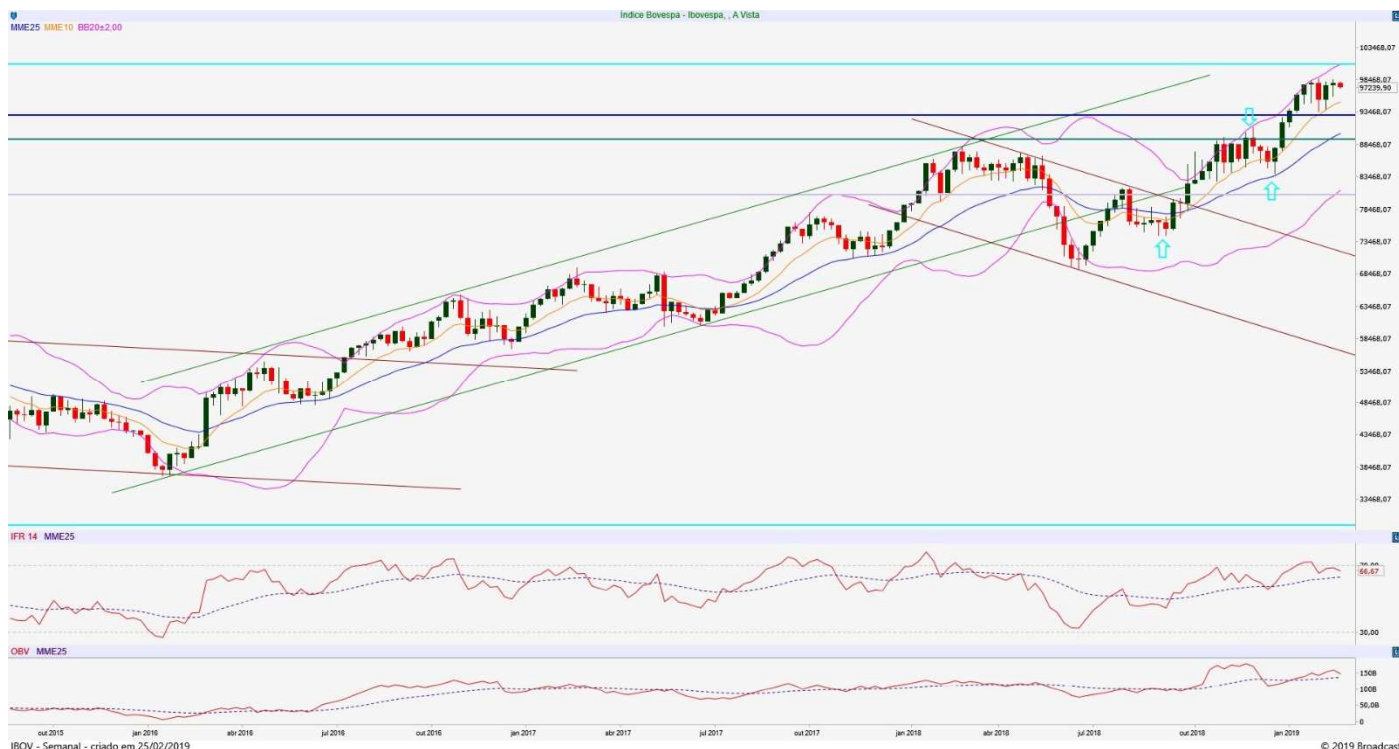 Índice Bovespa - Ibovespa, , A Vista
MME25 MME10 BB20±2,00
103468,07
98468,07
97239,90
93468,07
88468,07
83468,07
78468,07
73468,07
68468,07
63468,07
58468,07
53468,07
48468,07
43468,07
38468,07
33468,07
IFR 14 MME25
70,00
66,67
30,00
OBV MME25
150B
100B
50,0B
0
out 2015 jan 2016 abr 2016 jul 2016 out 2016 jan 2017 abr 2017 jul 2017 out 2017 jan 2018 abr 2018 jul 2018 out 2018 jan 2019
IBOV - Semanal - criado em 25/02/2019 © 2019 Broadcast